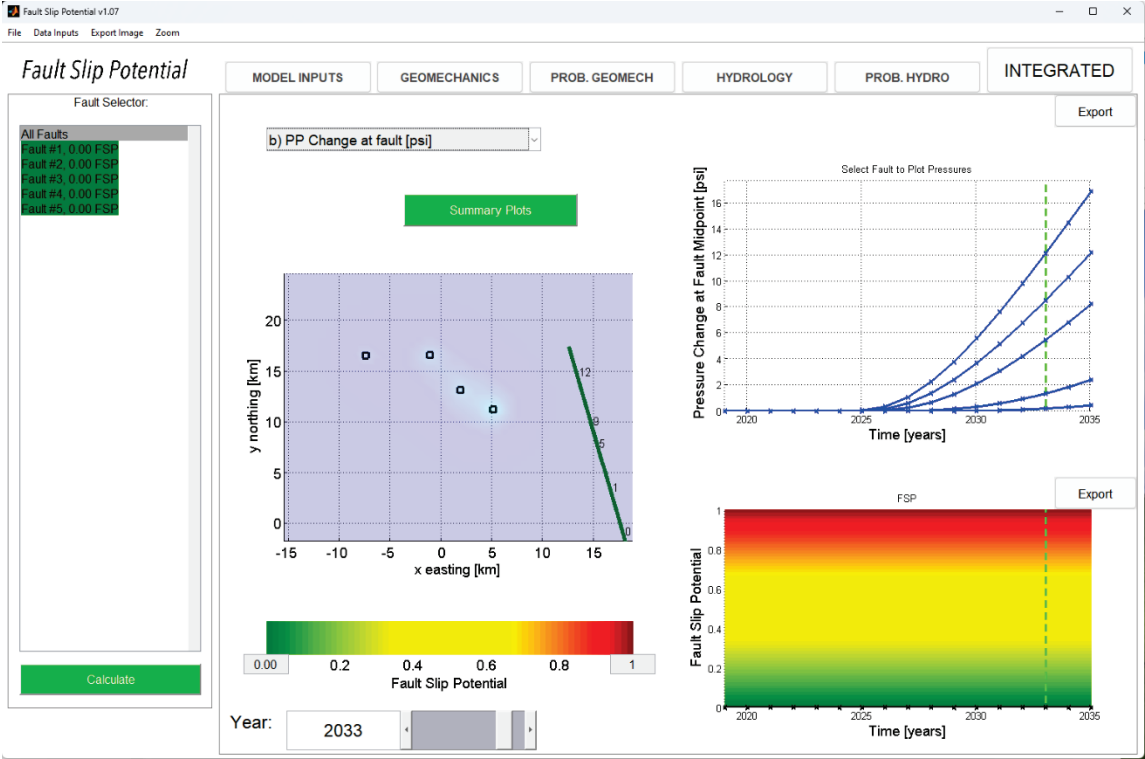 Fault Slip Potential v1.07
File Data Inputs Export Image Zoom
Fault Slip Potential
MODEL INPUTS
GEOMECHANICS
PROB. GEOMECH
HYDROLOGY
PROB. HYDRO
INTEGRATED
Fault Selector:
All Faults
Fault #1, 0.00 FSP
Fault #2, 0.00 FSP
Fault #3, 0.00 FSP
Fault #4, 0.00 FSP
Fault #5, 0.00 FSP
Calculate
b) PP Change at fault [psi]
Summary Plots
y northing [km]
20
15
10
5
0
12
9
5
1
0
-15 -10 -5 0 5 10 15
x easting [km]
0.00 0.2 0.4 0.6 0.8 1
Fault Slip Potential
Year: 2033
Export
Select Fault to Plot Pressures
Pressure Change at Fault Midpoint [psi]
16
14
12
10
8
6
4
2
0
2020 2025 2030 2035
Time [years]
Export
FSP
Fault Slip Potential
1
0.8
0.6
0.4
0.2
0
2020 2025 2030 2035
Time [years]